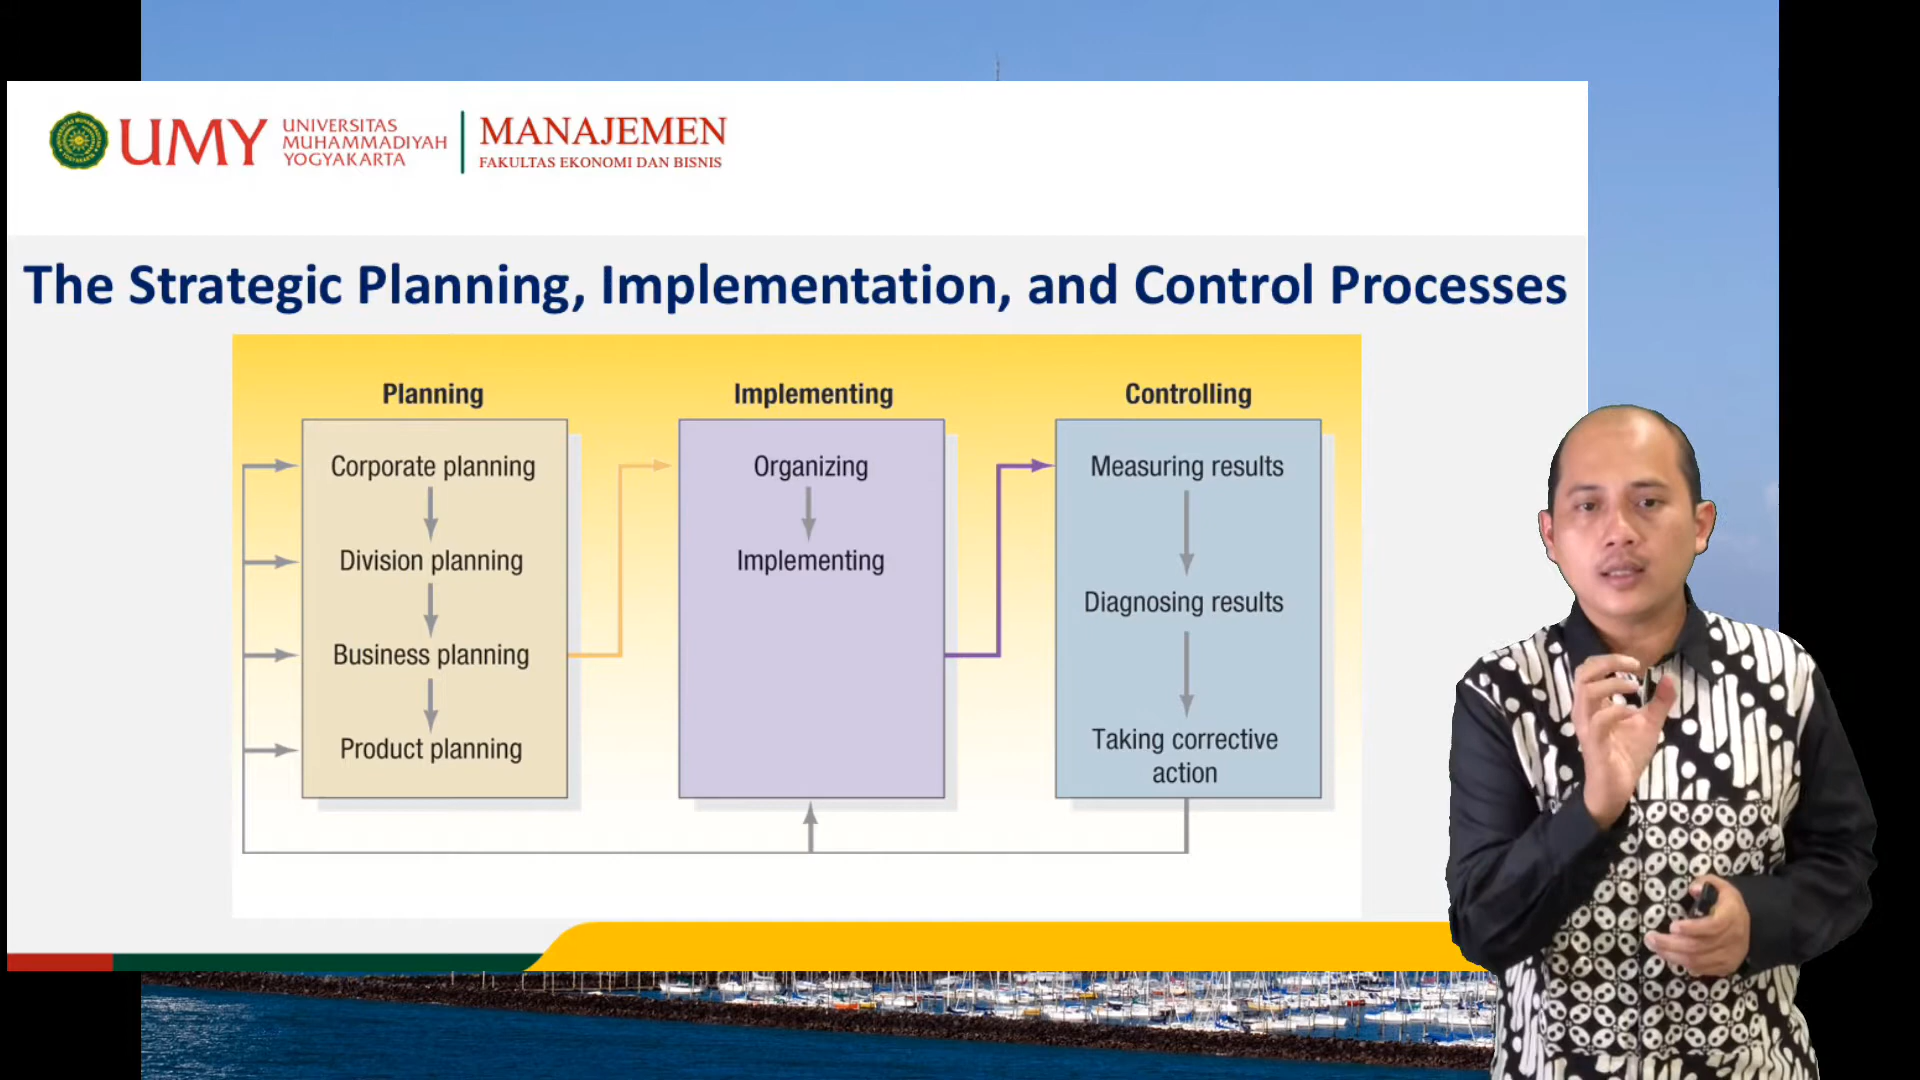 UMY
UNIVERSITAS
MUHAMMADIYAH
YOGYAKARTA
MANAJEMEN
FAKULTAS EKONOMI DAN BISNIS
The Strategic Planning, Implementation, and Control Processes
Planning
Corporate planning
Division planning
Business planning
Product planning
Implementing
Organizing
Implementing
Controlling
Measuring results
Diagnosing results
Taking corrective
action